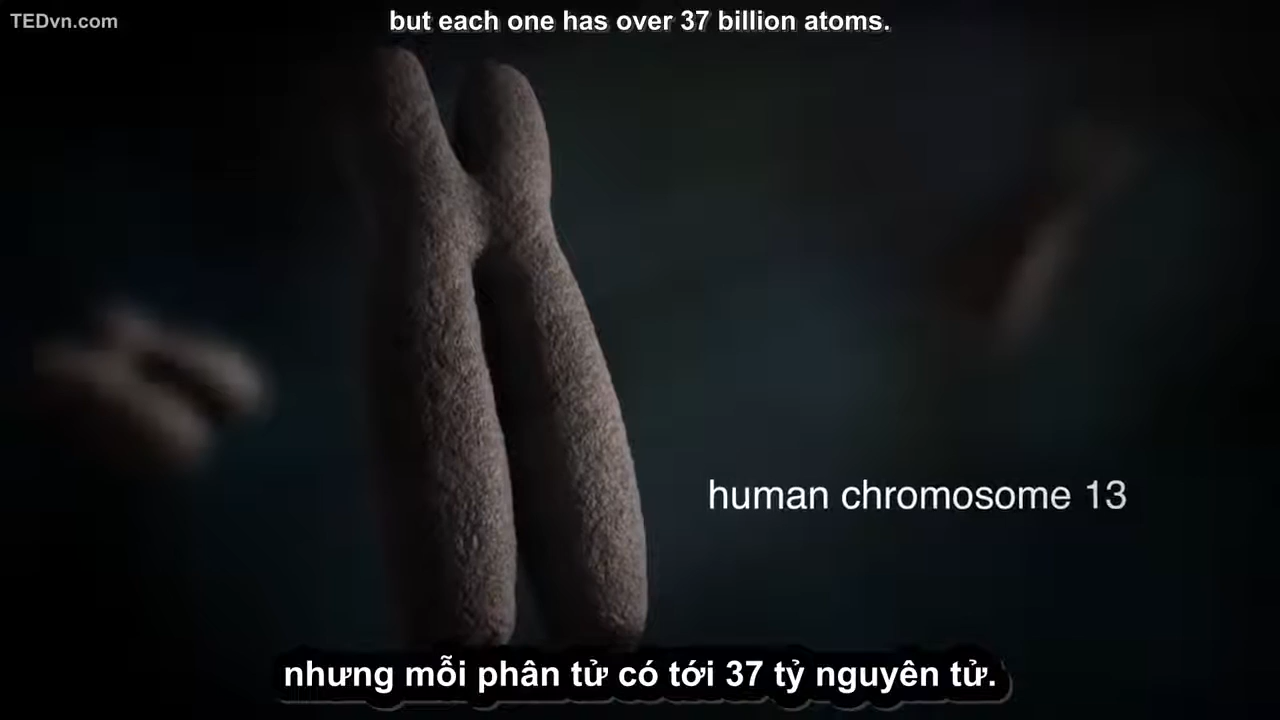 TEDvn.com
but each one has over 37 billion atoms.
human chromosome 13
nhưng mỗi phân tử có tới 37 tỷ nguyên tử.